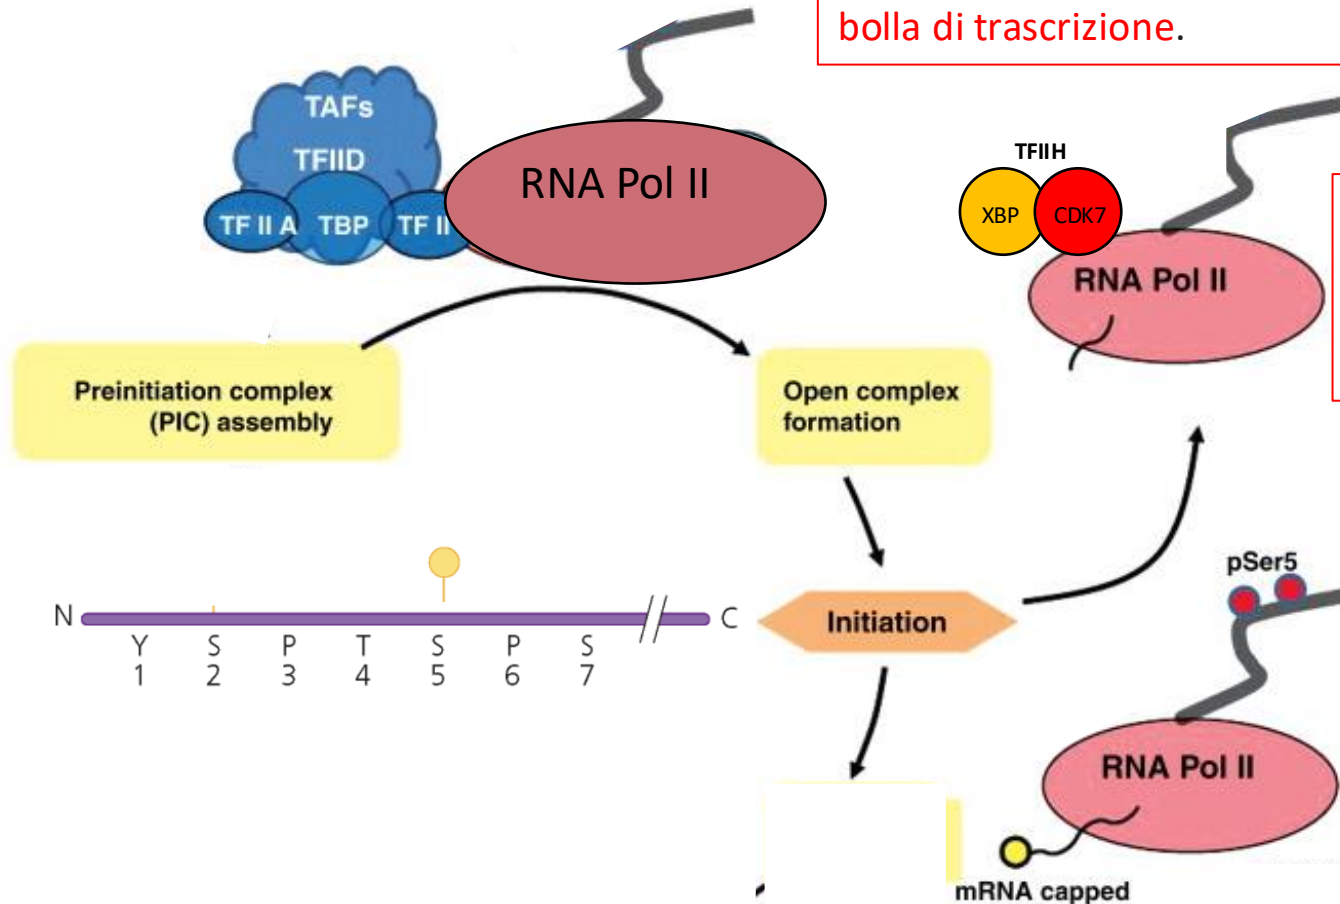 bolla di trascrizione.
TAFs
TFIID
TF II A
TBP
TF II
RNA Pol II
TFIIH
XBP
CDK7
RNA Pol II
Preinitiation complex
(PIC) assembly
Open complex
formation
N
C
Y S P T S P S
1 2 3 4 5 6 7
Initiation
pSer5
RNA Pol II
mRNA capped